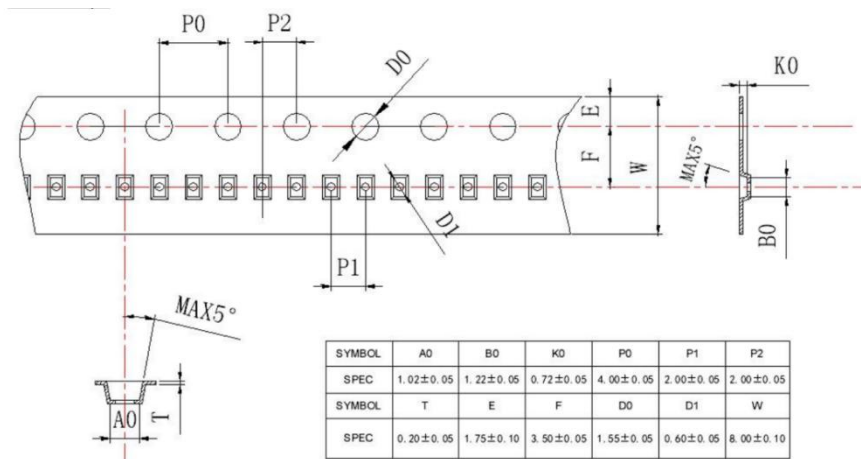 P0
P2
D0
K0
E
F
W
MAX5°
B0
D1
P1
MAX5°
A0
T
SYMBOL A0 B0 K0 P0 P1 P2
SPEC 1.02±0.05 1.22±0.05 0.72±0.05 4.00±0.05 2.00±0.05 2.00±0.05
SYMBOL T E F D0 D1 W
SPEC 0.20±0.05 1.75±0.10 3.50±0.05 1.55±0.05 0.60±0.05 8.00±0.10